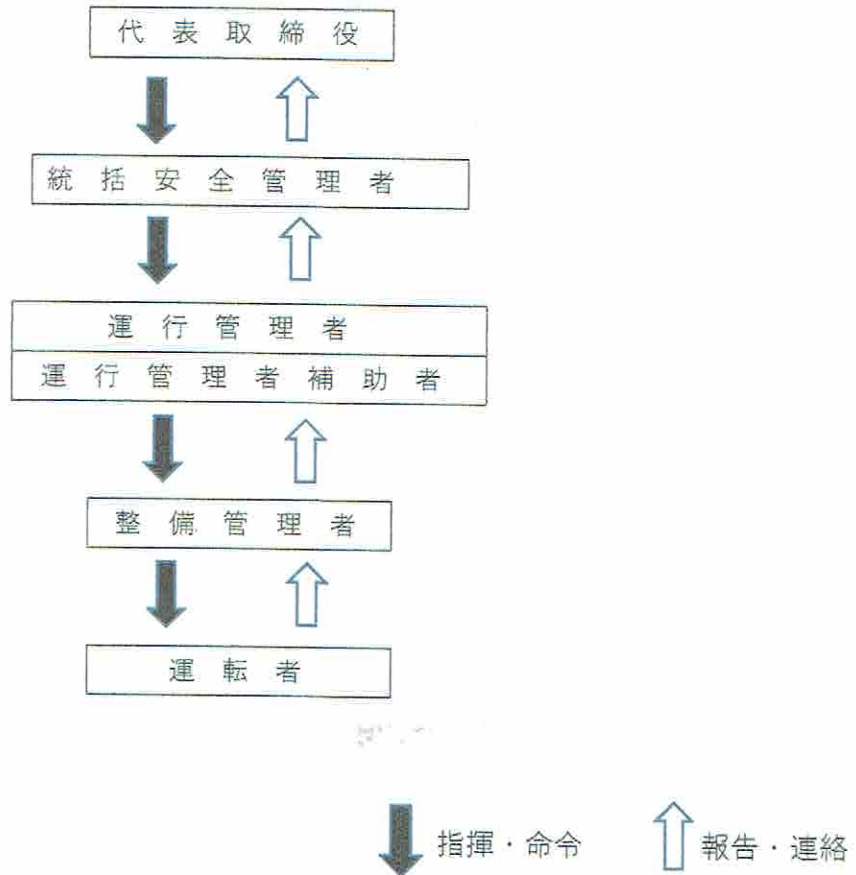 代表取締役
統括安全管理者
運行管理者
運行管理者補助者
整備管理者
運転者
指揮・命令
報告・連絡